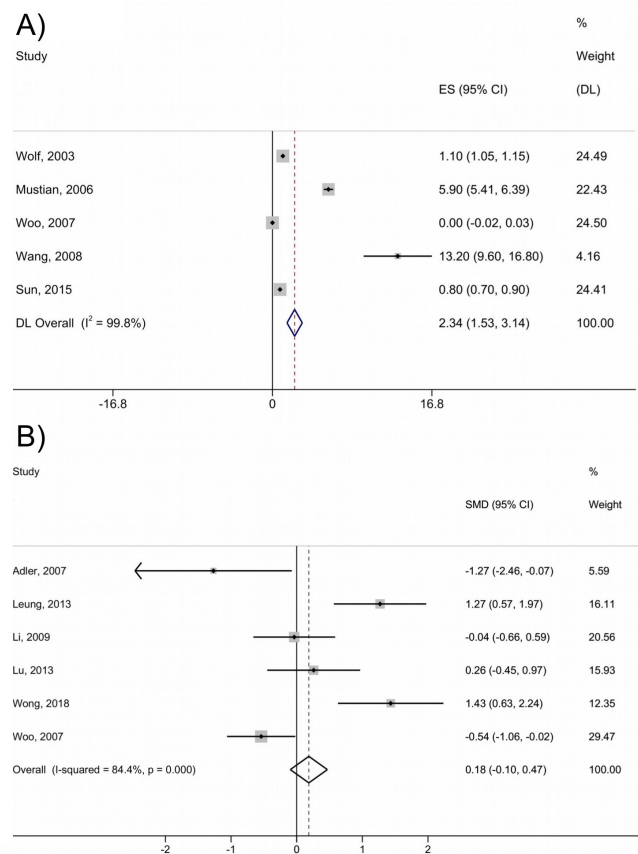 A)
%
Study Weight
ES (95% CI) (DL)
Wolf, 2003 1.10 (1.05, 1.15) 24.49
Mustian, 2006 5.90 (5.41, 6.39) 22.43
Woo, 2007 0.00 (-0.02, 0.03) 24.50
Wang, 2008 13.20 (9.60, 16.80) 4.16
Sun, 2015 0.80 (0.70, 0.90) 24.41
DL Overall (I² = 99.8%) 2.34 (1.53, 3.14) 100.00
-16.8 0 16.8
B)
Study %
SMD (95% CI) Weight
Adler, 2007 -1.27 (-2.46, -0.07) 5.59
Leung, 2013 1.27 (0.57, 1.97) 16.11
Li, 2009 -0.04 (-0.66, 0.59) 20.56
Lu, 2013 0.26 (-0.45, 0.97) 15.93
Wong, 2018 1.43 (0.63, 2.24) 12.35
Woo, 2007 -0.54 (-1.06, -0.02) 29.47
Overall (I-squared = 84.4%, p = 0.000) 0.18 (-0.10, 0.47) 100.00
-2 -1 0 1 2